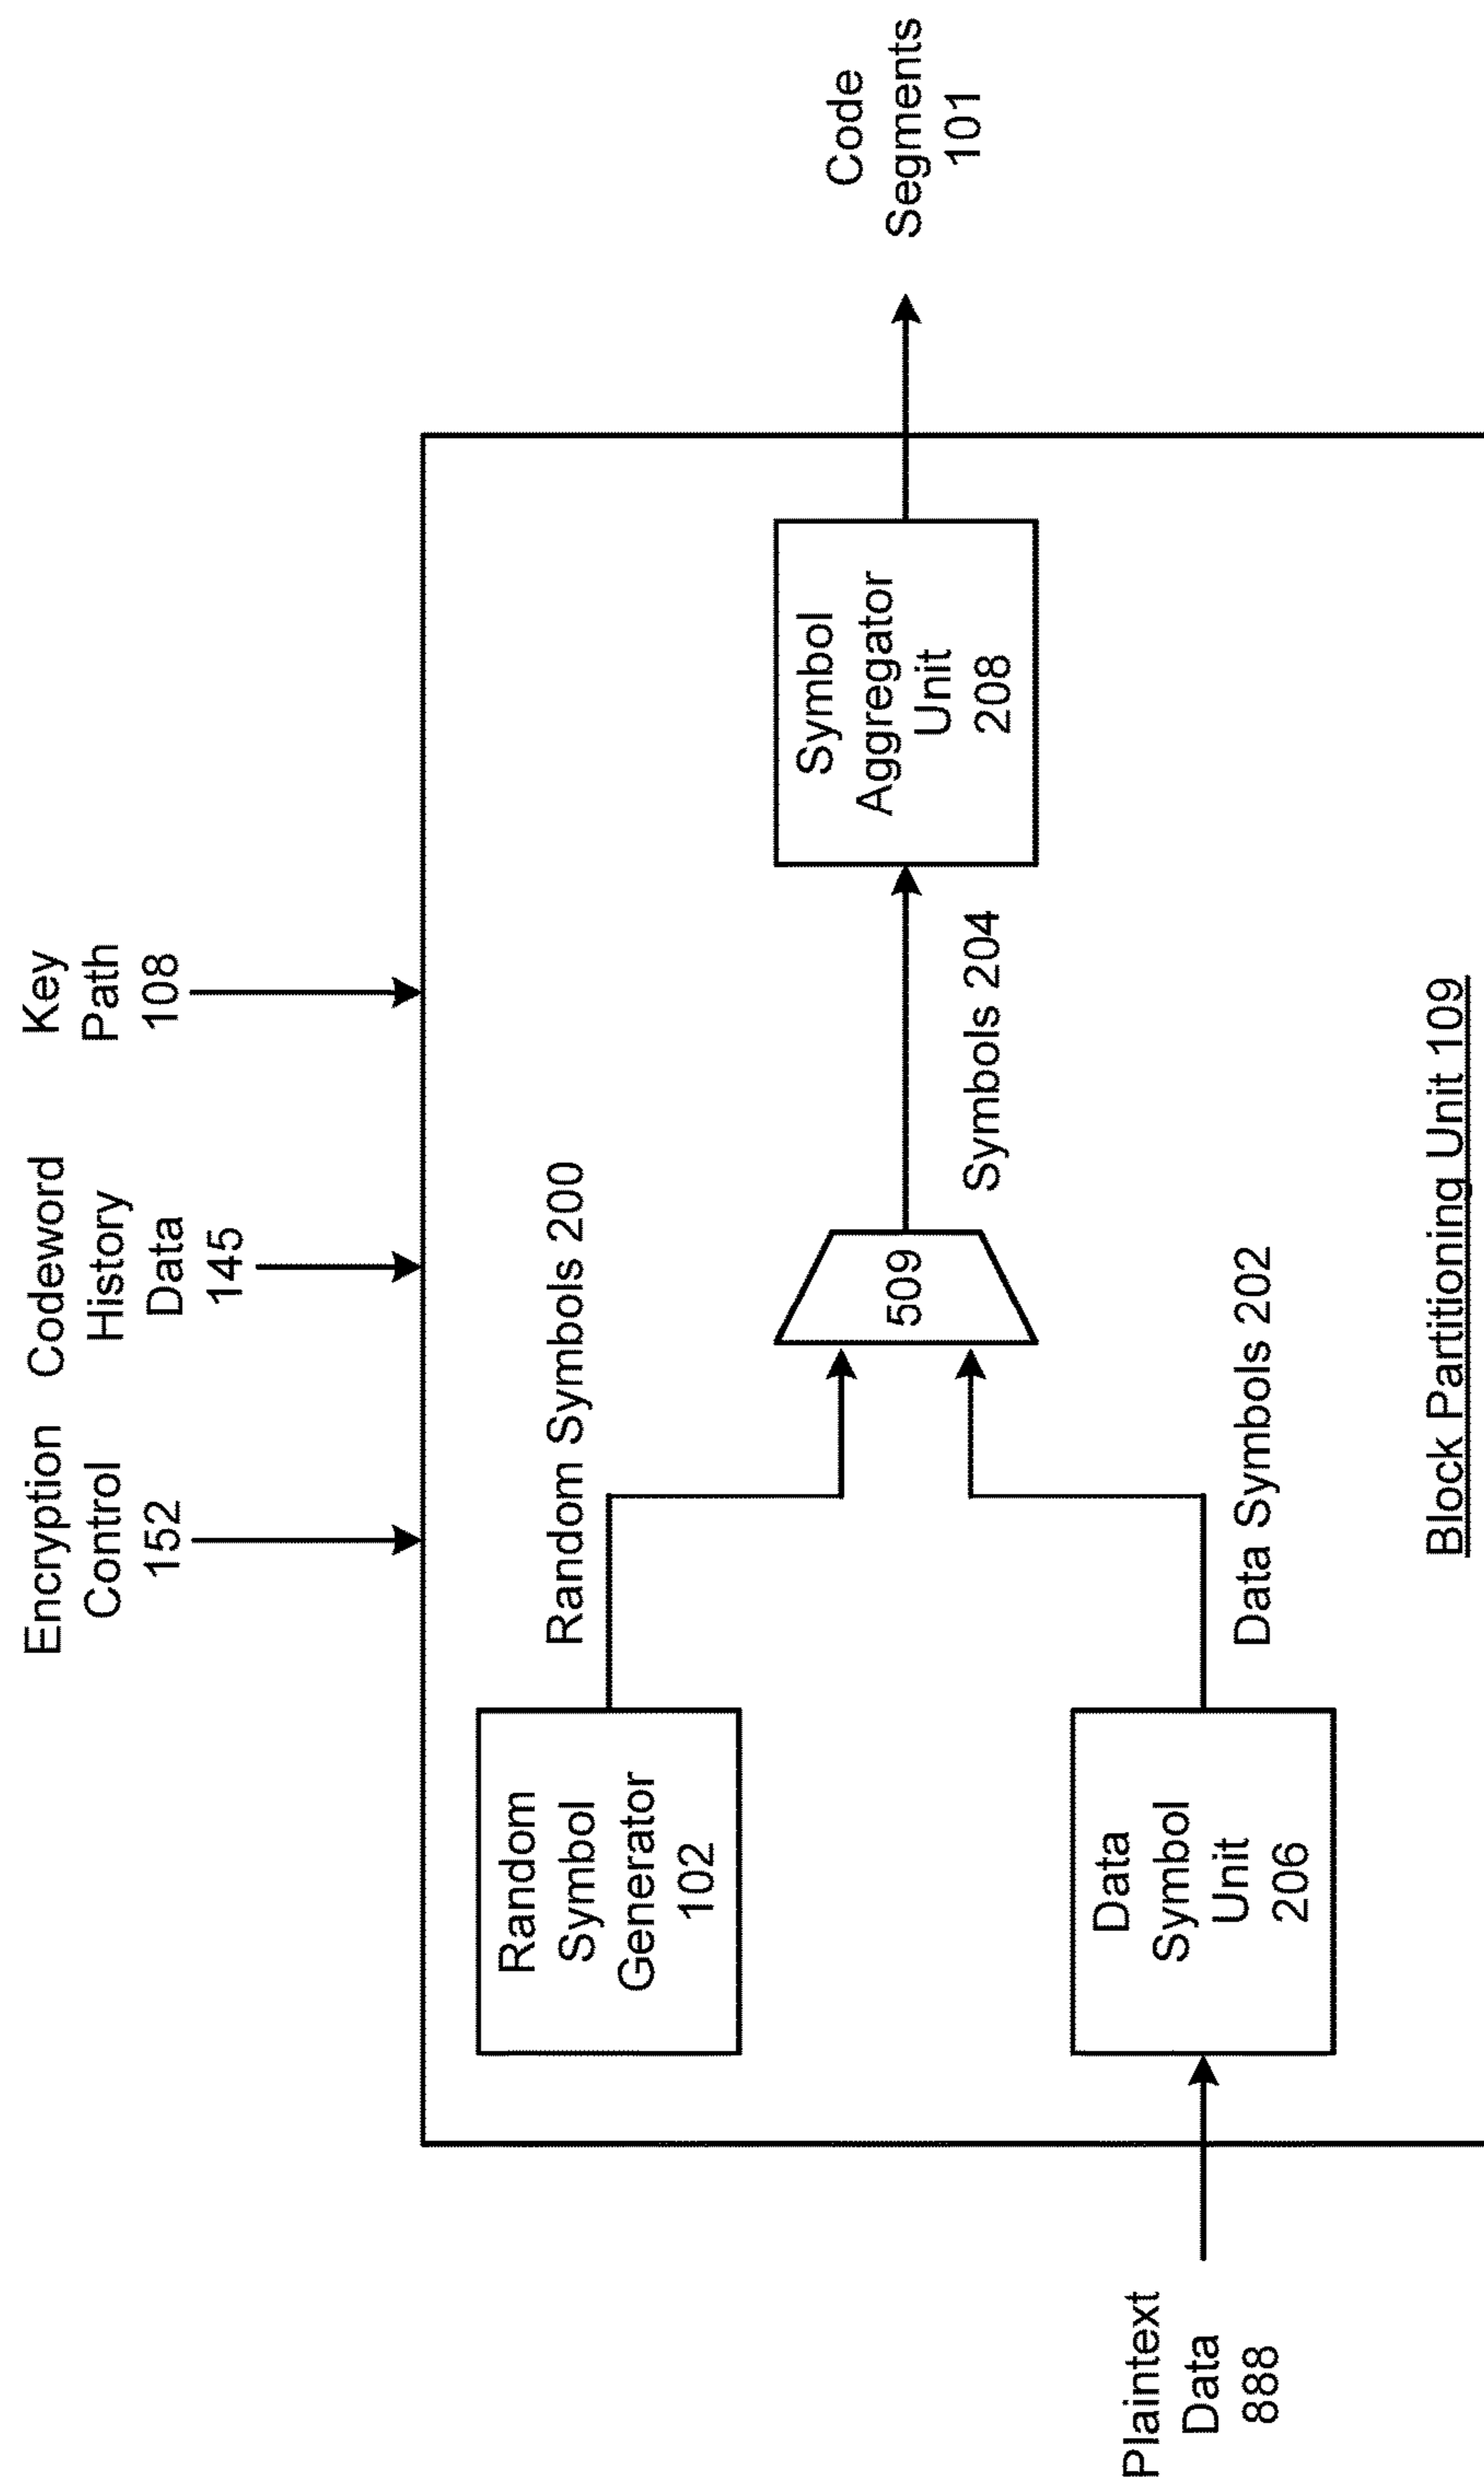 Encryption
Control
152
Codeword
History
Data
145
Key
Path
108
Random
Symbol
Generator
102
Random Symbols 200
Plaintext
Data
888
Data
Symbol
Unit
206
Data Symbols 202
509
Symbols 204
Symbol
Aggregator
Unit
208
Code
Segments
101
Block Partitioning Unit 109